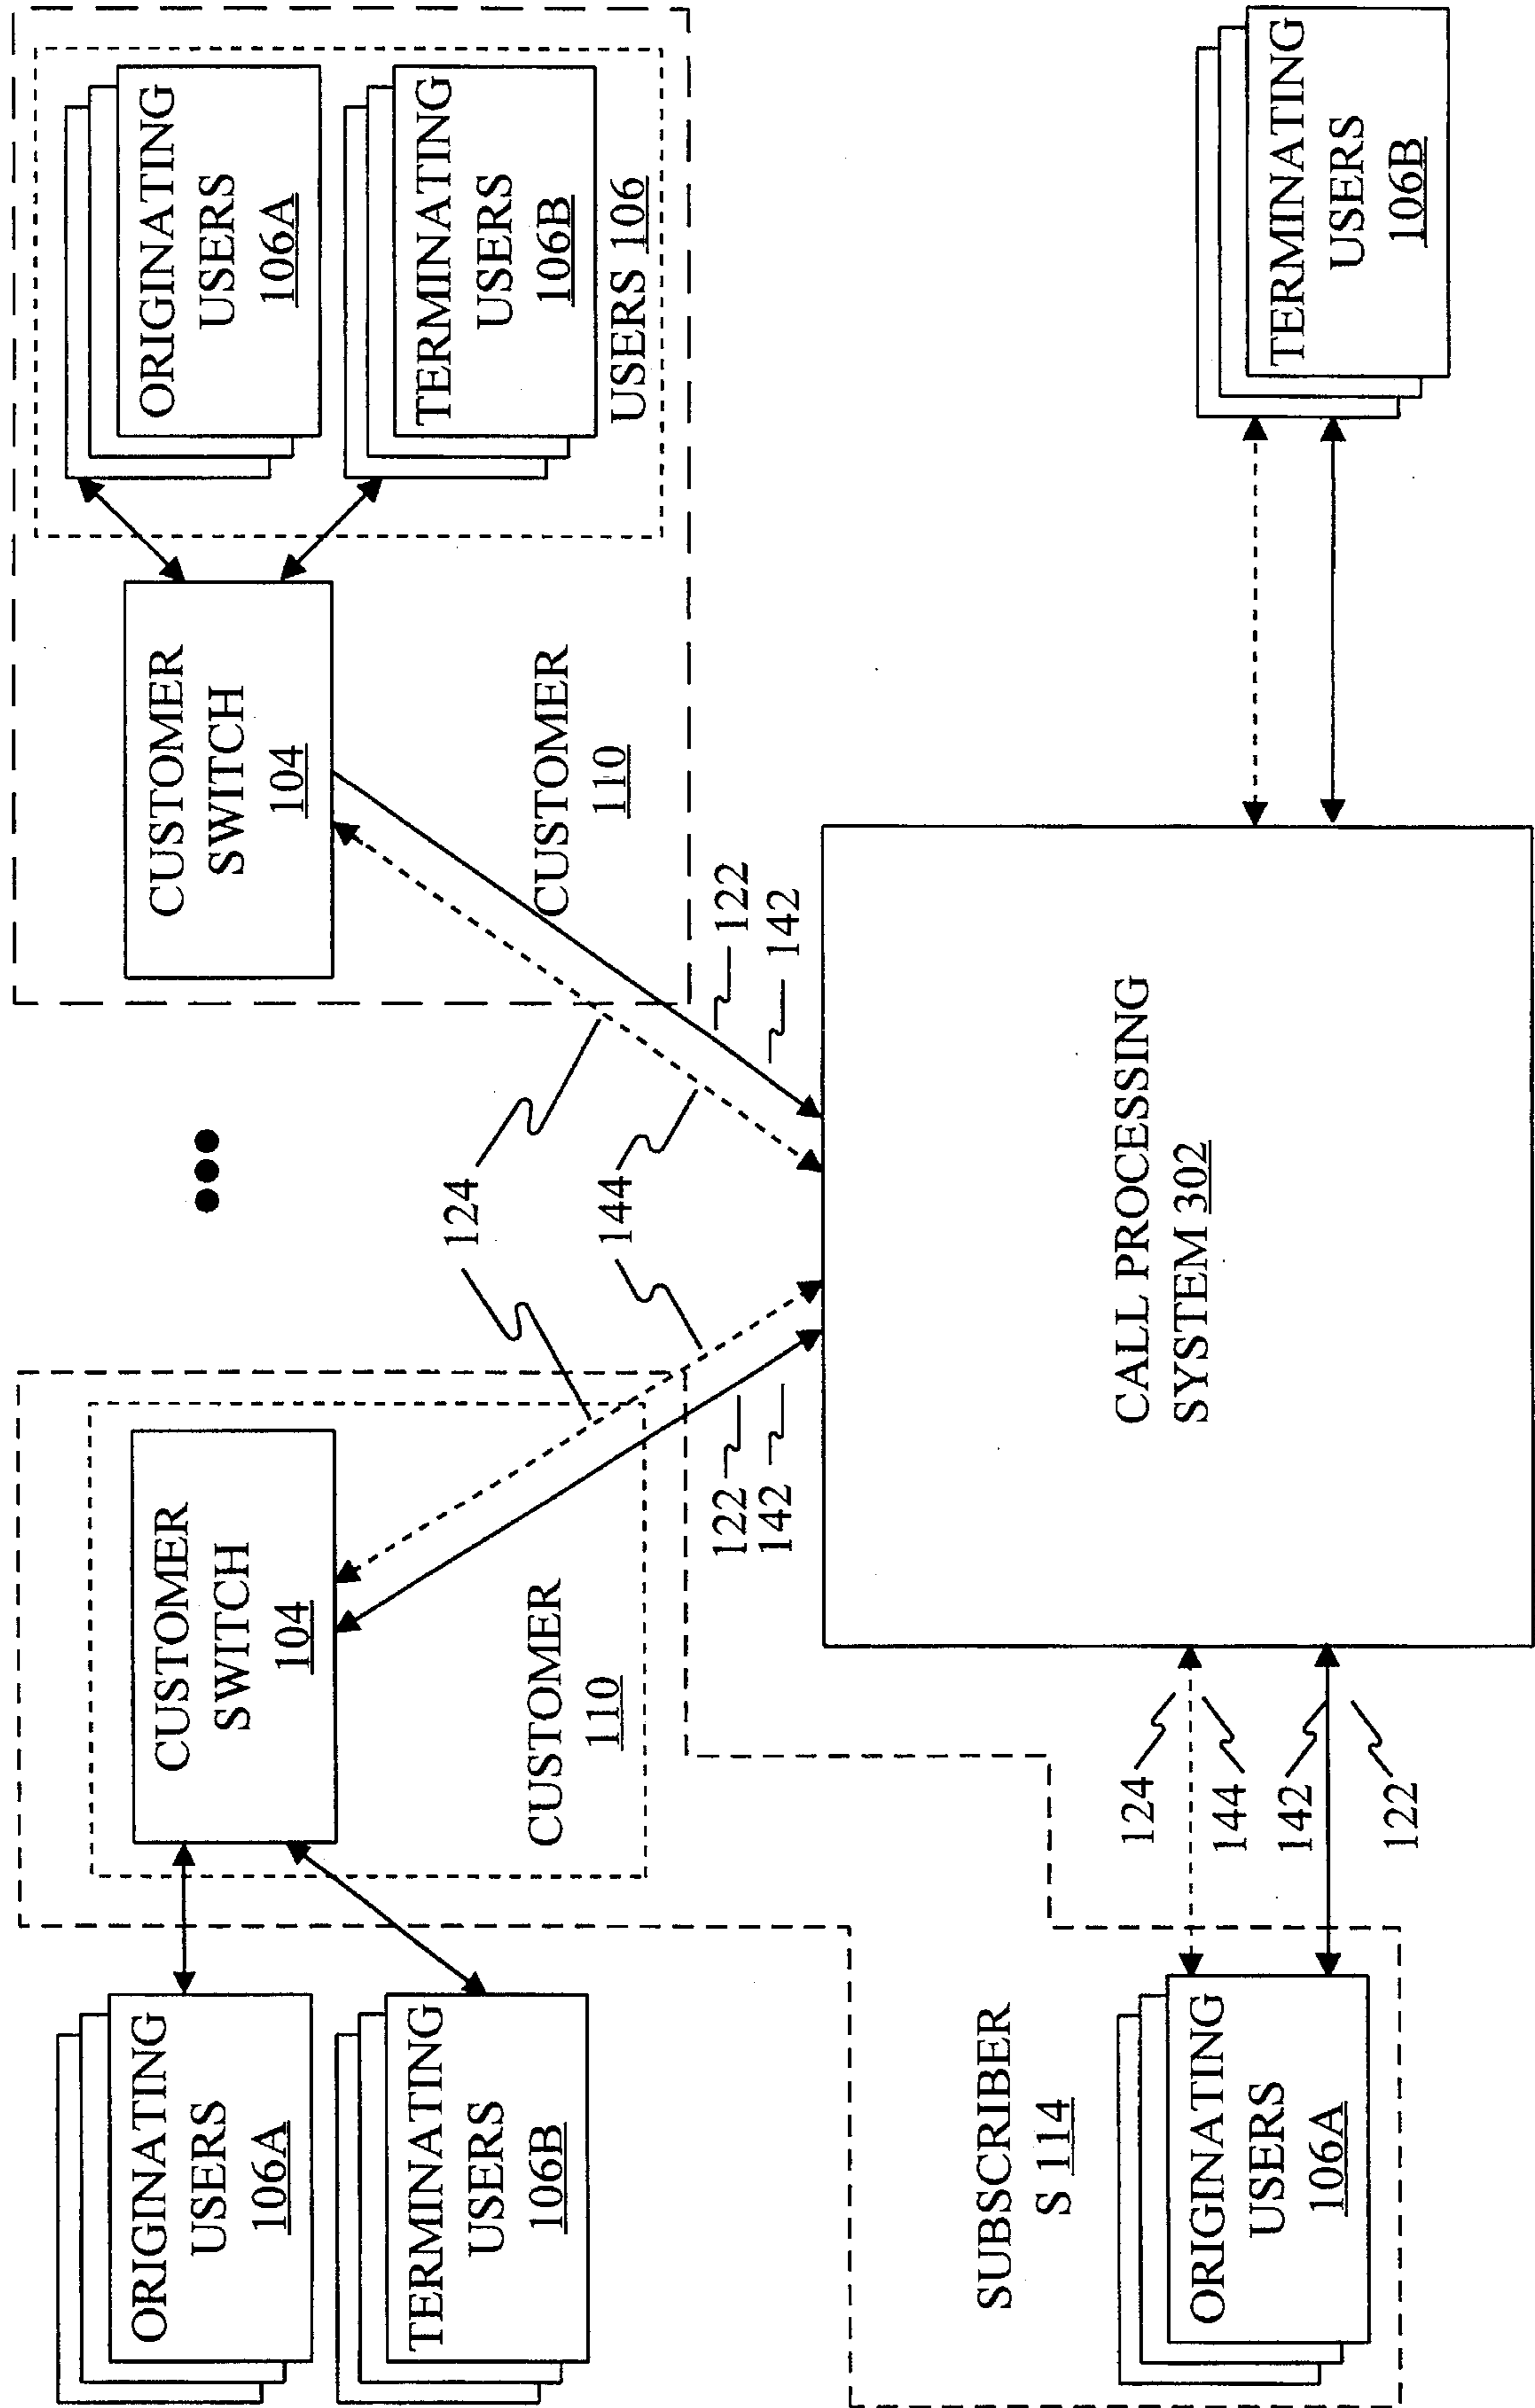 ORIGINATING
USERS
106A
TERMINATING
USERS
106B
CUSTOMER
SWITCH
104
CUSTOMER
110
•••
CUSTOMER
SWITCH
104
CUSTOMER
110
ORIGINATING
USERS
106A
TERMINATING
USERS
106B
USERS 106
124
144
122
142
122
142
SUBSCRIBER
S 114
ORIGINATING
USERS
106A
124
144
142
122
CALL PROCESSING
SYSTEM 302
TERMINATING
USERS
106B